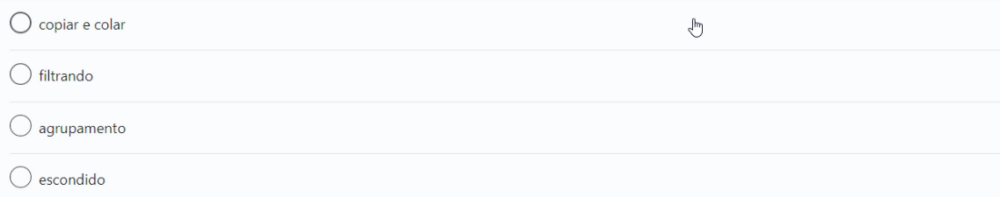 copiar e colar
filtrando
agrupamento
escondido